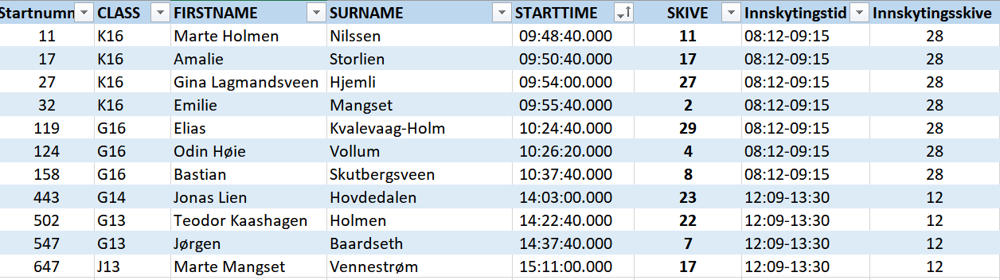 Startnumn CLASS FIRSTNAME SURNAME STARTTIME SKIVE Innskytingstid Innskytingsskive
11 K16 Marte Holmen Nilssen 09:48:40.000 11 08:12-09:15 28
17 K16 Amalie Storlien 09:50:40.000 17 08:12-09:15 28
27 K16 Gina Lagmandsveen Hjemli 09:54:00.000 27 08:12-09:15 28
32 K16 Emilie Mangset 09:55:40.000 2 08:12-09:15 28
119 G16 Elias Kvalevaag-Holm 10:24:40.000 29 08:12-09:15 28
124 G16 Odin Høie Vollum 10:26:20.000 4 08:12-09:15 28
158 G16 Bastian Skutbergsveen 10:37:40.000 8 08:12-09:15 28
443 G14 Jonas Lien Hovdedalen 14:03:00.000 23 12:09-13:30 12
502 G13 Teodor Kaashagen Holmen 14:22:40.000 22 12:09-13:30 12
547 G13 Jørgen Baardseth 14:37:40.000 7 12:09-13:30 12
647 J13 Marte Mangset Vennestrøm 15:11:00.000 17 12:09-13:30 12